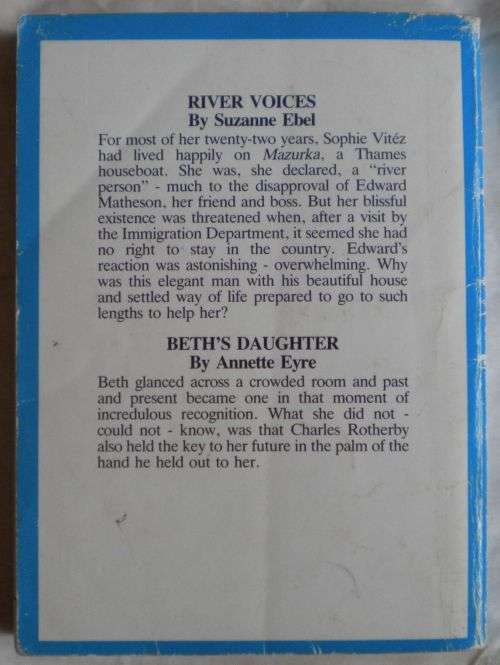 RIVER VOICES
By Suzanne Ebel
For most of her twenty-two years, Sophie Vitéz
had lived happily on Mazurka, a Thames
houseboat. She was, she declared, a “river
person” - much to the disapproval of Edward
Matheson, her friend and boss. But her blissful
existence was threatened when, after a visit by
the Immigration Department, it seemed she had
no right to stay in the country. Edward's
reaction was astonishing - overwhelming. Why
was this elegant man with his beautiful house
and settled way of life prepared to go to such
lengths to help her?
BETH'S DAUGHTER
By Annette Eyre
Beth glanced across a crowded room and past
and present became one in that moment of
incredulous recognition. What she did not -
could not - know, was that Charles Rotherby
also held the key to her future in the palm of the
hand he held out to her.